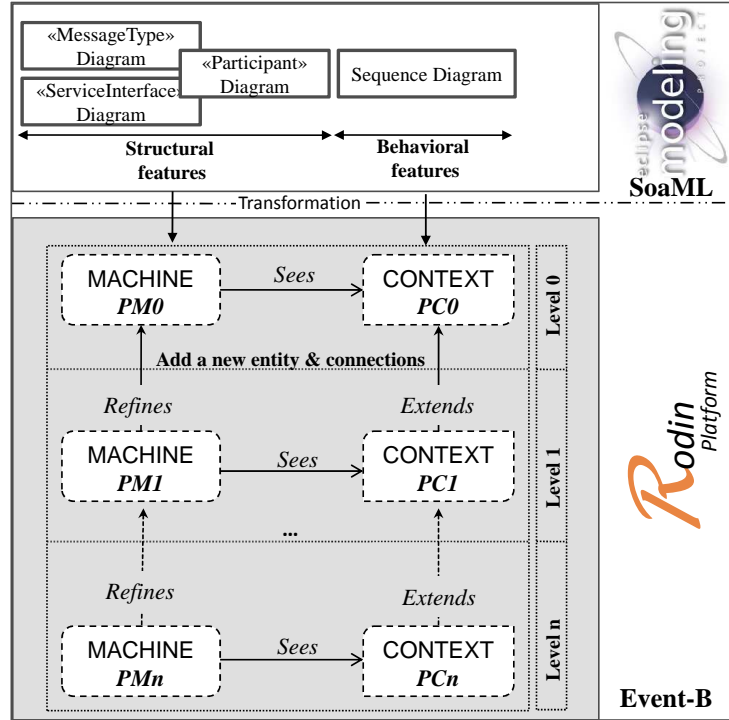 «MessageType»
Diagram
«ServiceInterface»
Diagram
«Participant»
Diagram
Sequence Diagram
Structural
features
Behavioral
features
eclipse
modeling
PROJECT
SoaML
Transformation
MACHINE
PM0
Sees
CONTEXT
PC0
Level 0
Add a new entity & connections
Refines
Extends
MACHINE
PM1
Sees
CONTEXT
PC1
Level 1
...
Rodin
Platform
Refines
Extends
MACHINE
PMn
Sees
CONTEXT
PCn
Level n
Event-B